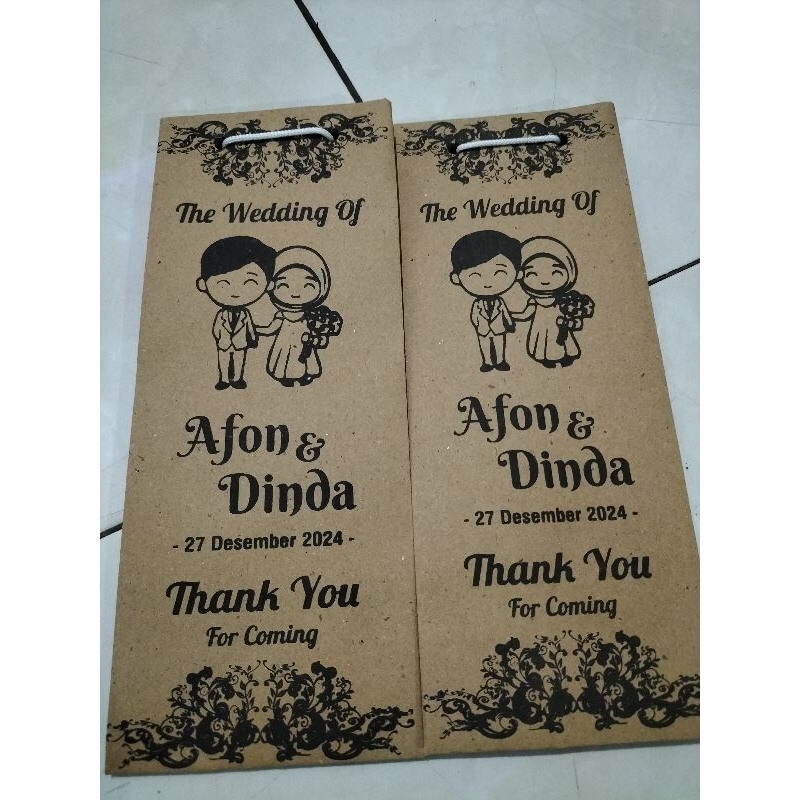 The Wedding Of
Afon &
Dinda
- 27 Desember 2024 -
Thank You
For Coming
The Wedding Of
Afon &
Dinda
- 27 Desember 2024 -
Thank You
For Coming